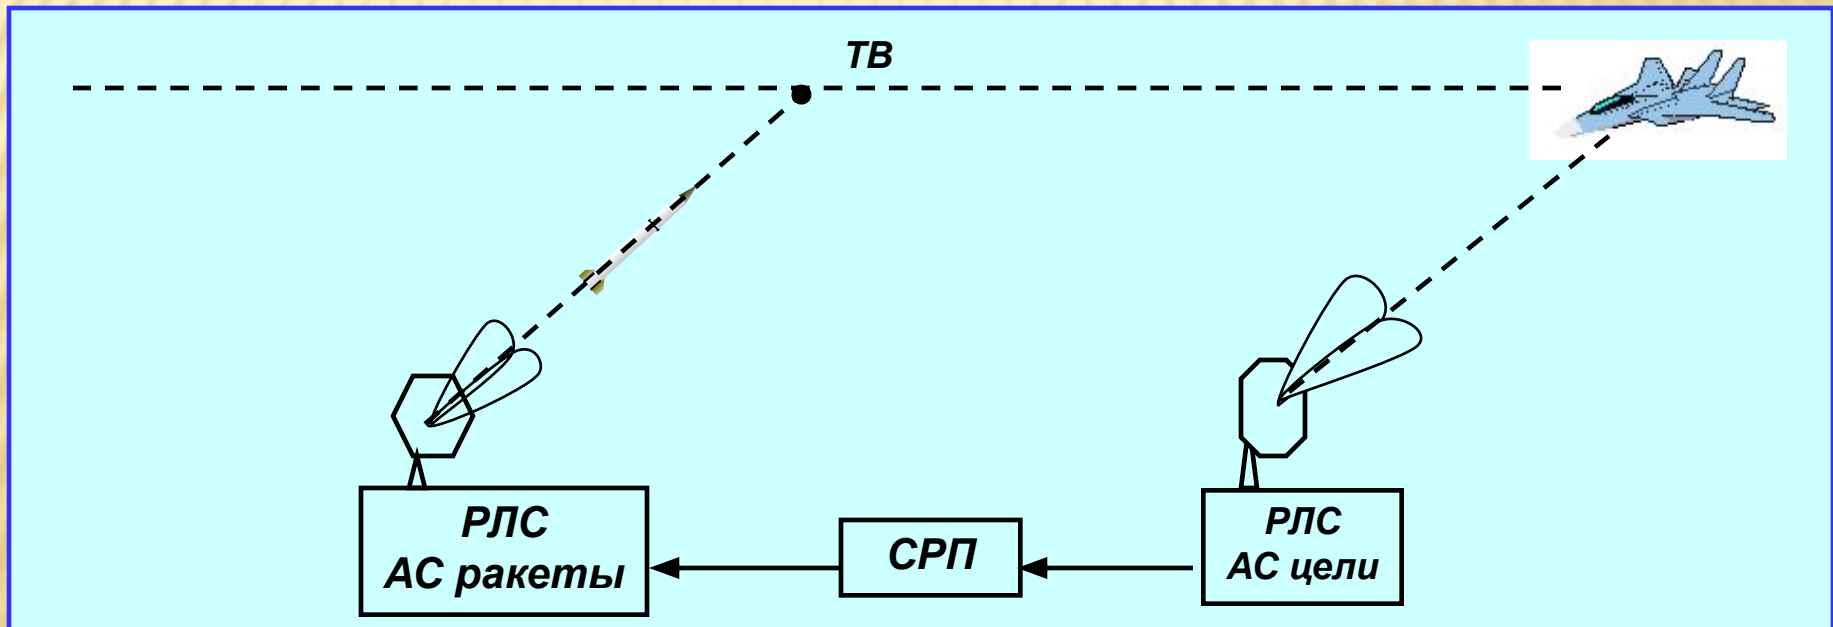 ТВ
РЛС
АС ракеты
СРП
РЛС
АС цели